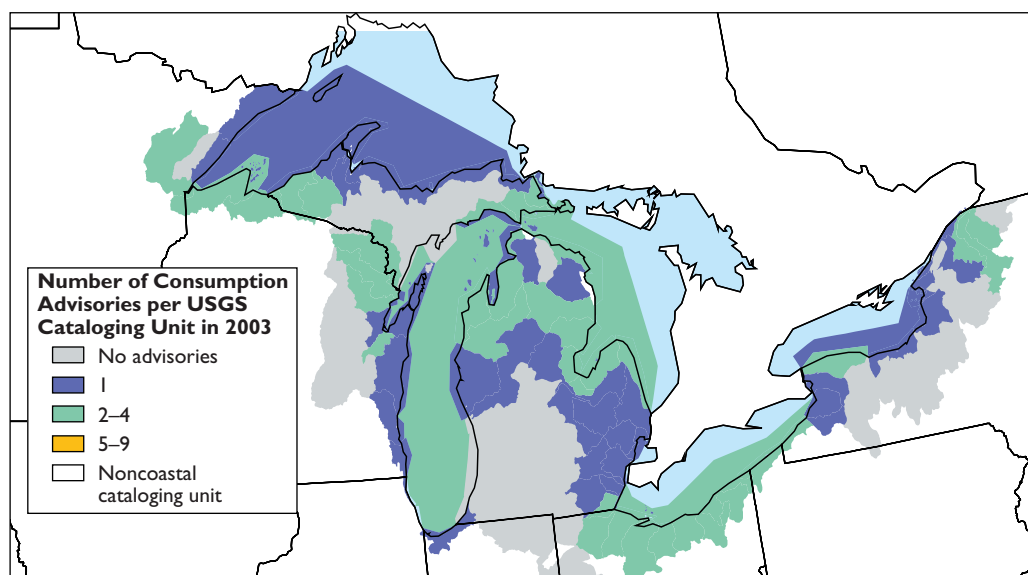 Number of Consumption
Advisories per USGS
Cataloging Unit in 2003
No advisories
1
2–4
5–9
Noncoastal
cataloging unit